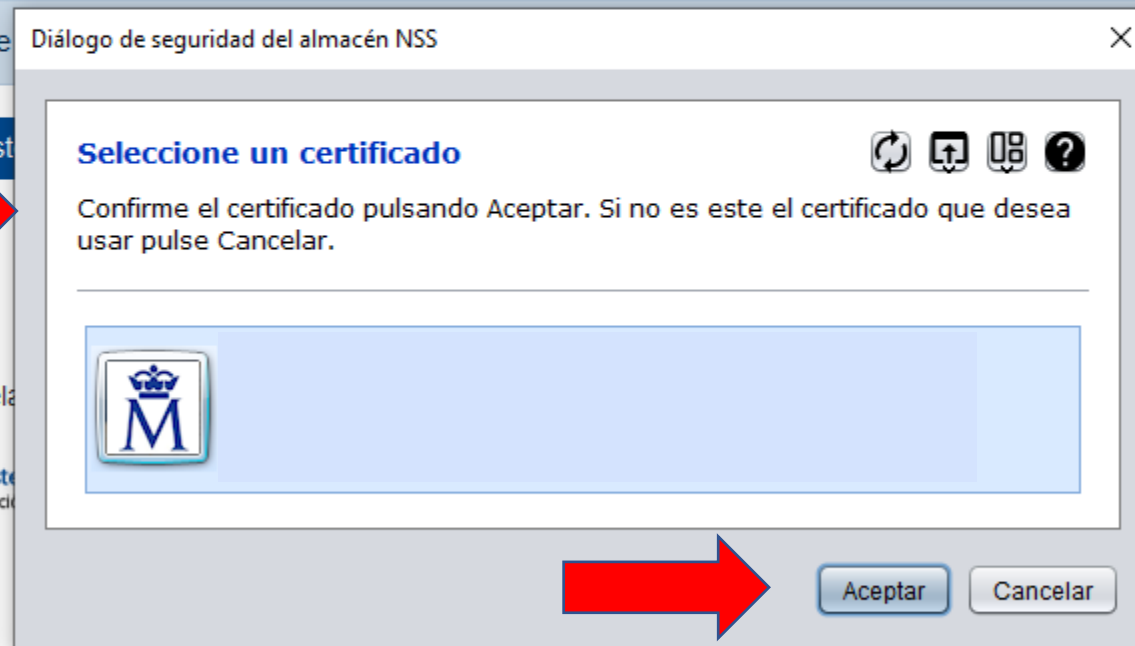 Diálogo de seguridad del almacén NSS
Seleccione un certificado
Confirme el certificado pulsando Aceptar. Si no es este el certificado que desea
usar pulse Cancelar.
M
Aceptar
Cancelar